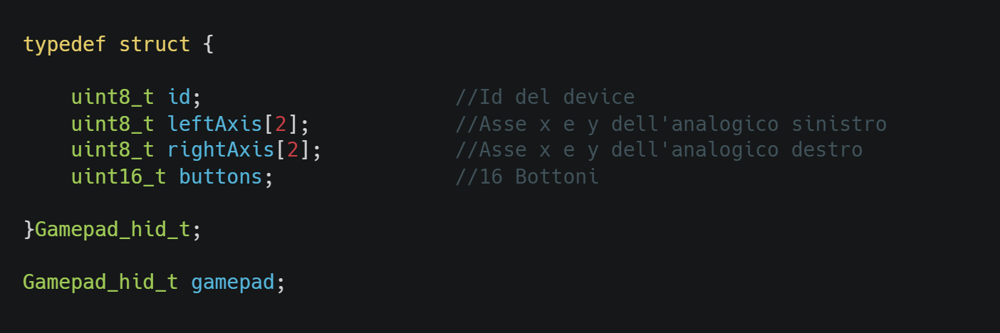 typedef struct {
uint8_t id; //Id del device
uint8_t leftAxis[2]; //Asse x e y dell'analogico sinistro
uint8_t rightAxis[2]; //Asse x e y dell'analogico destro
uint16_t buttons; //16 Bottoni
}Gamepad_hid_t;
Gamepad_hid_t gamepad;